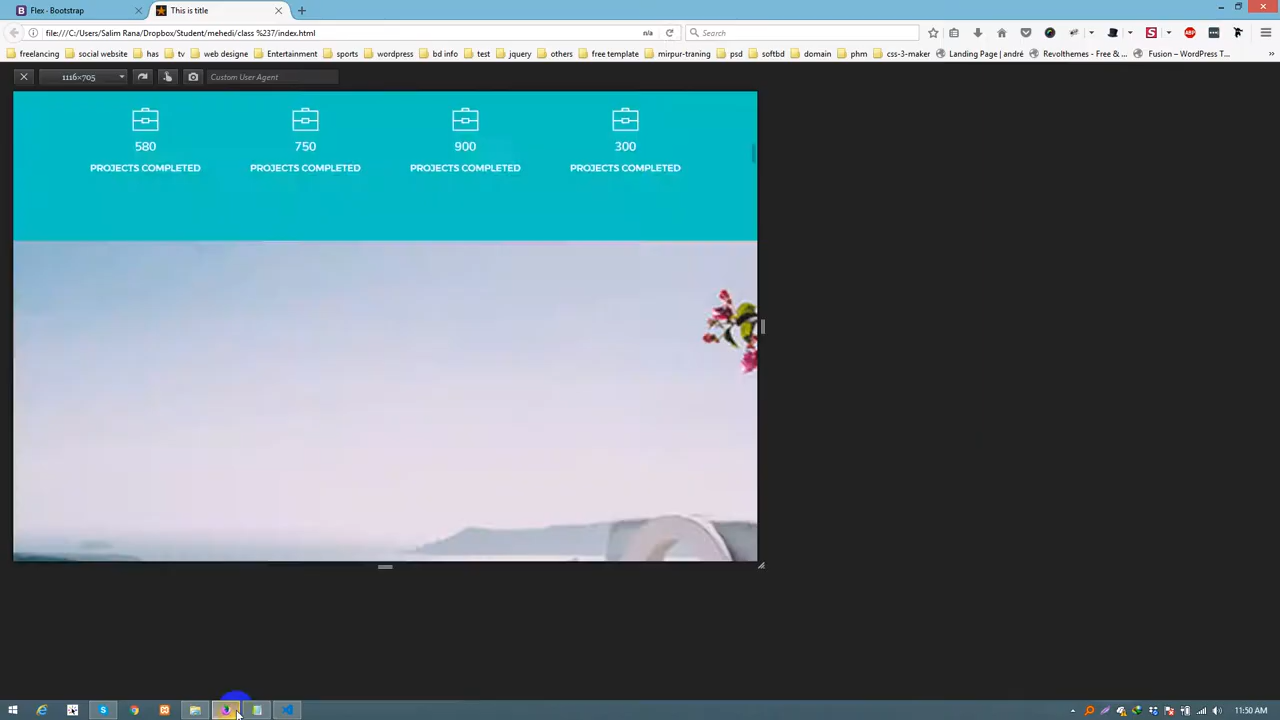 Flex · Bootstrap
This is title
file:///C:/Users/Salim Rana/Dropbox/Student/mehedi/class %237/index.html
n/a
Search
freelancing
social website
has
tv
web designe
Entertainment
sports
wordpress
bd info
test
jquery
others
free template
mirpur-traning
psd
softbd
domain
phm
css-3-maker
Landing Page | andré
Revolthemes - Free & ...
Fusion – WordPress T...
1116×705
Custom User Agent
580 750 900 300
PROJECTS COMPLETED PROJECTS COMPLETED PROJECTS COMPLETED PROJECTS COMPLETED
11:50 AM